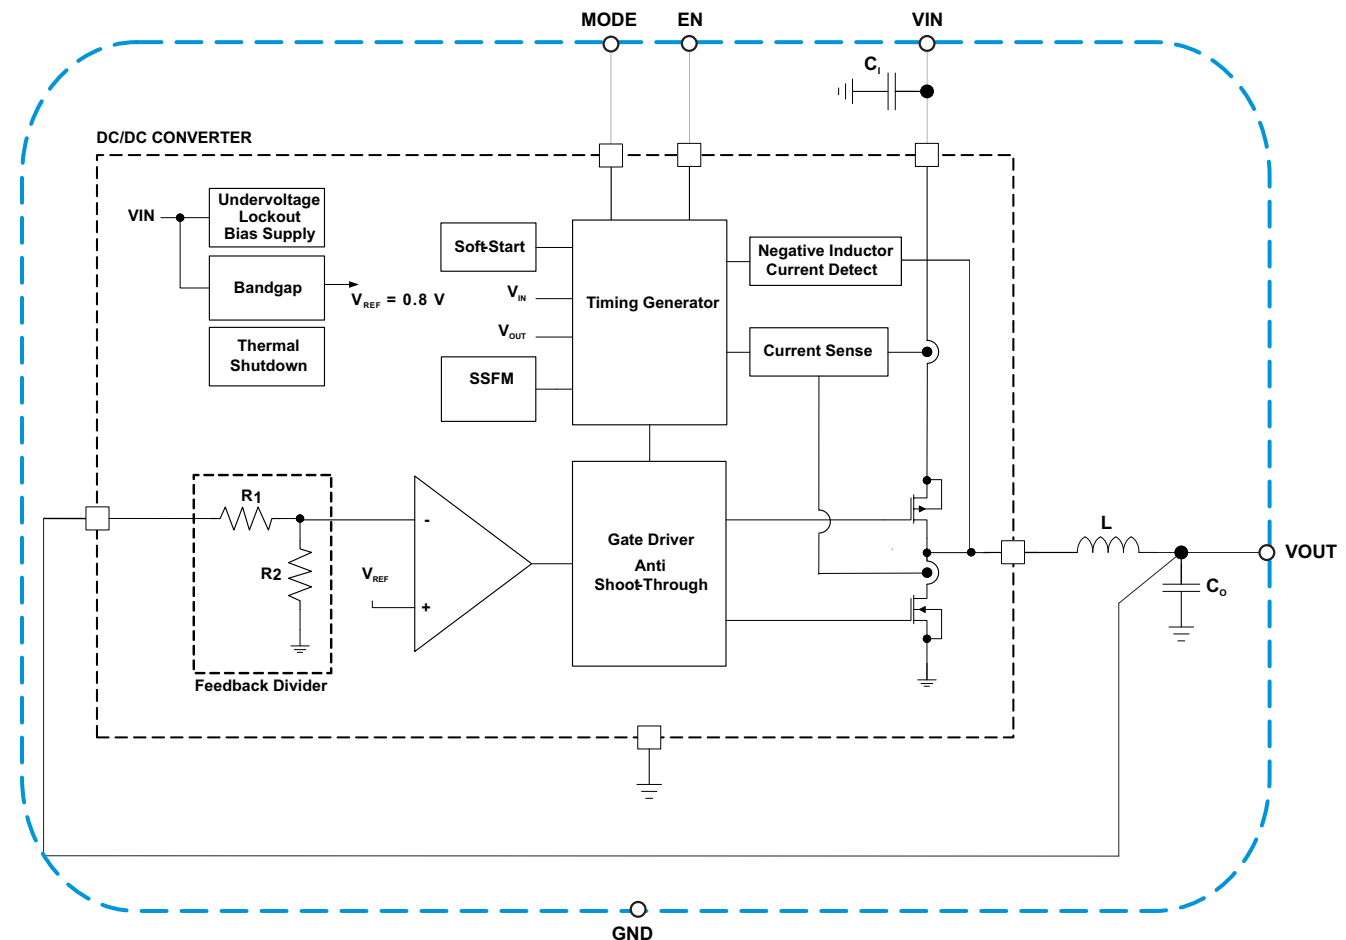 MODE
EN
VIN
CI
DC/DC CONVERTER
VIN
Undervoltage
Lockout
Bias Supply
Bandgap
VREF = 0.8 V
Thermal
Shutdown
Soft-Start
VIN
VOUT
SSFM
Timing Generator
Negative Inductor
Current Detect
Current Sense
R1
R2
Feedback Divider
-
VREF
+
Gate Driver
Anti
Shoot-Through
L
VOUT
CO
GND